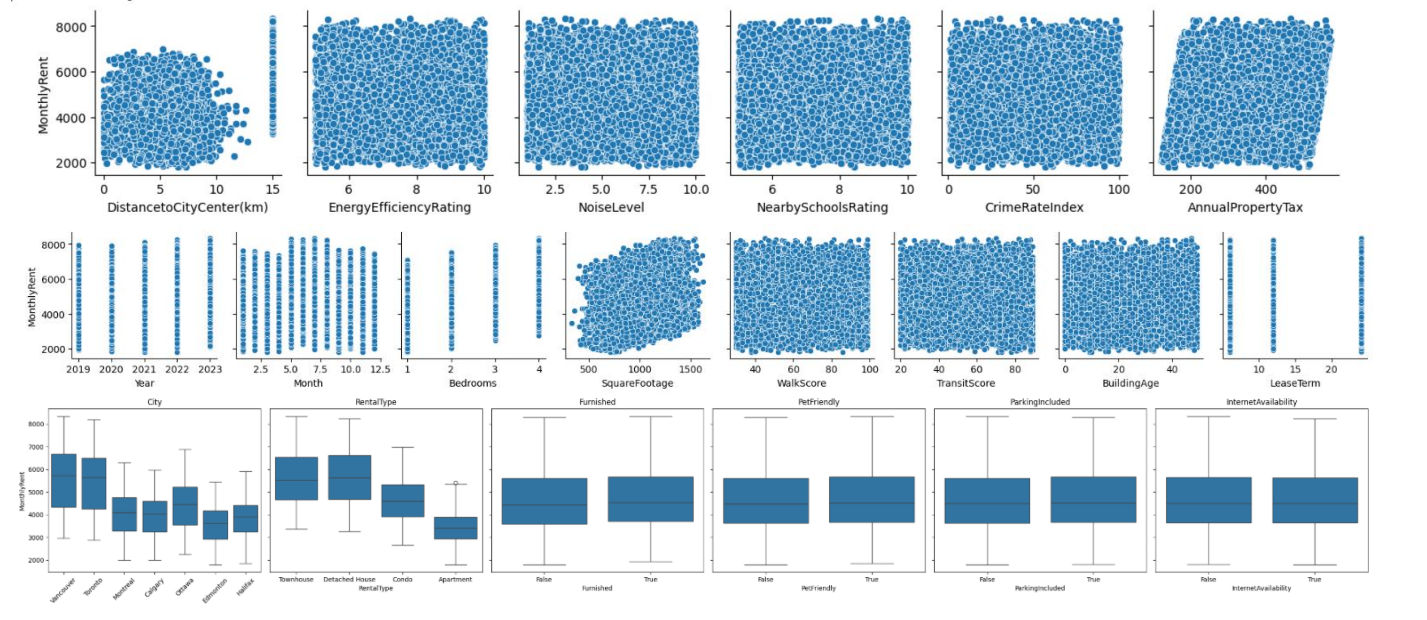 8000
6000
4000
2000
MonthlyRent
0 5 10 15
DistancetoCityCenter(km)
6 8 10
EnergyEfficiencyRating
2.5 5.0 7.5 10.0
NoiseLevel
6 8 10
NearbySchoolsRating
0 50 100
CrimeRateIndex
200 400
AnnualPropertyTax
8000
6000
4000
2000
MonthlyRent
2019 2020 2021 2022 2023
Year
2.5 5.0 7.5 10.0 12.5
Month
1 2 3 4
Bedrooms
500 1000 1500
SquareFootage
40 60 80 100
WalkScore
20 40 60 80
TransitScore
0 20 40
BuildingAge
10 15 20
LeaseTerm
City
8000
7000
6000
5000
4000
3000
2000
MonthlyRent
Vancouver
Toronto
Montreal
Calgary
Ottawa
Edmonton
Halifax
RentalType
Townhouse Detached House Condo Apartment
RentalType
Furnished
False True
Furnished
PetFriendly
False True
PetFriendly
ParkingIncluded
False True
ParkingIncluded
InternetAvailability
False True
InternetAvailability